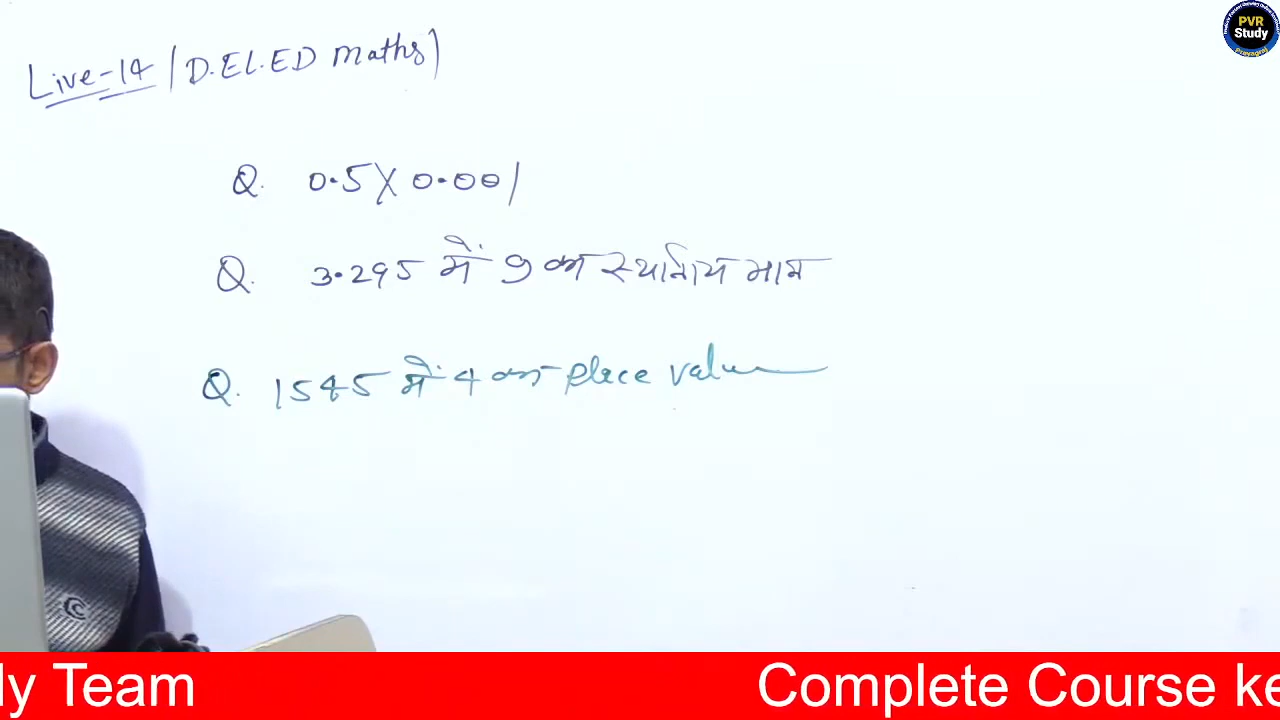 Live-14 (D.EL.ED Maths)
PVR
Study
Prayagraj
Q. 0.5 X 0.001
Q. 3.295 में 9 का स्थानिय मान
Q. 1545 में 4 का place value
ly Team Complete Course ke